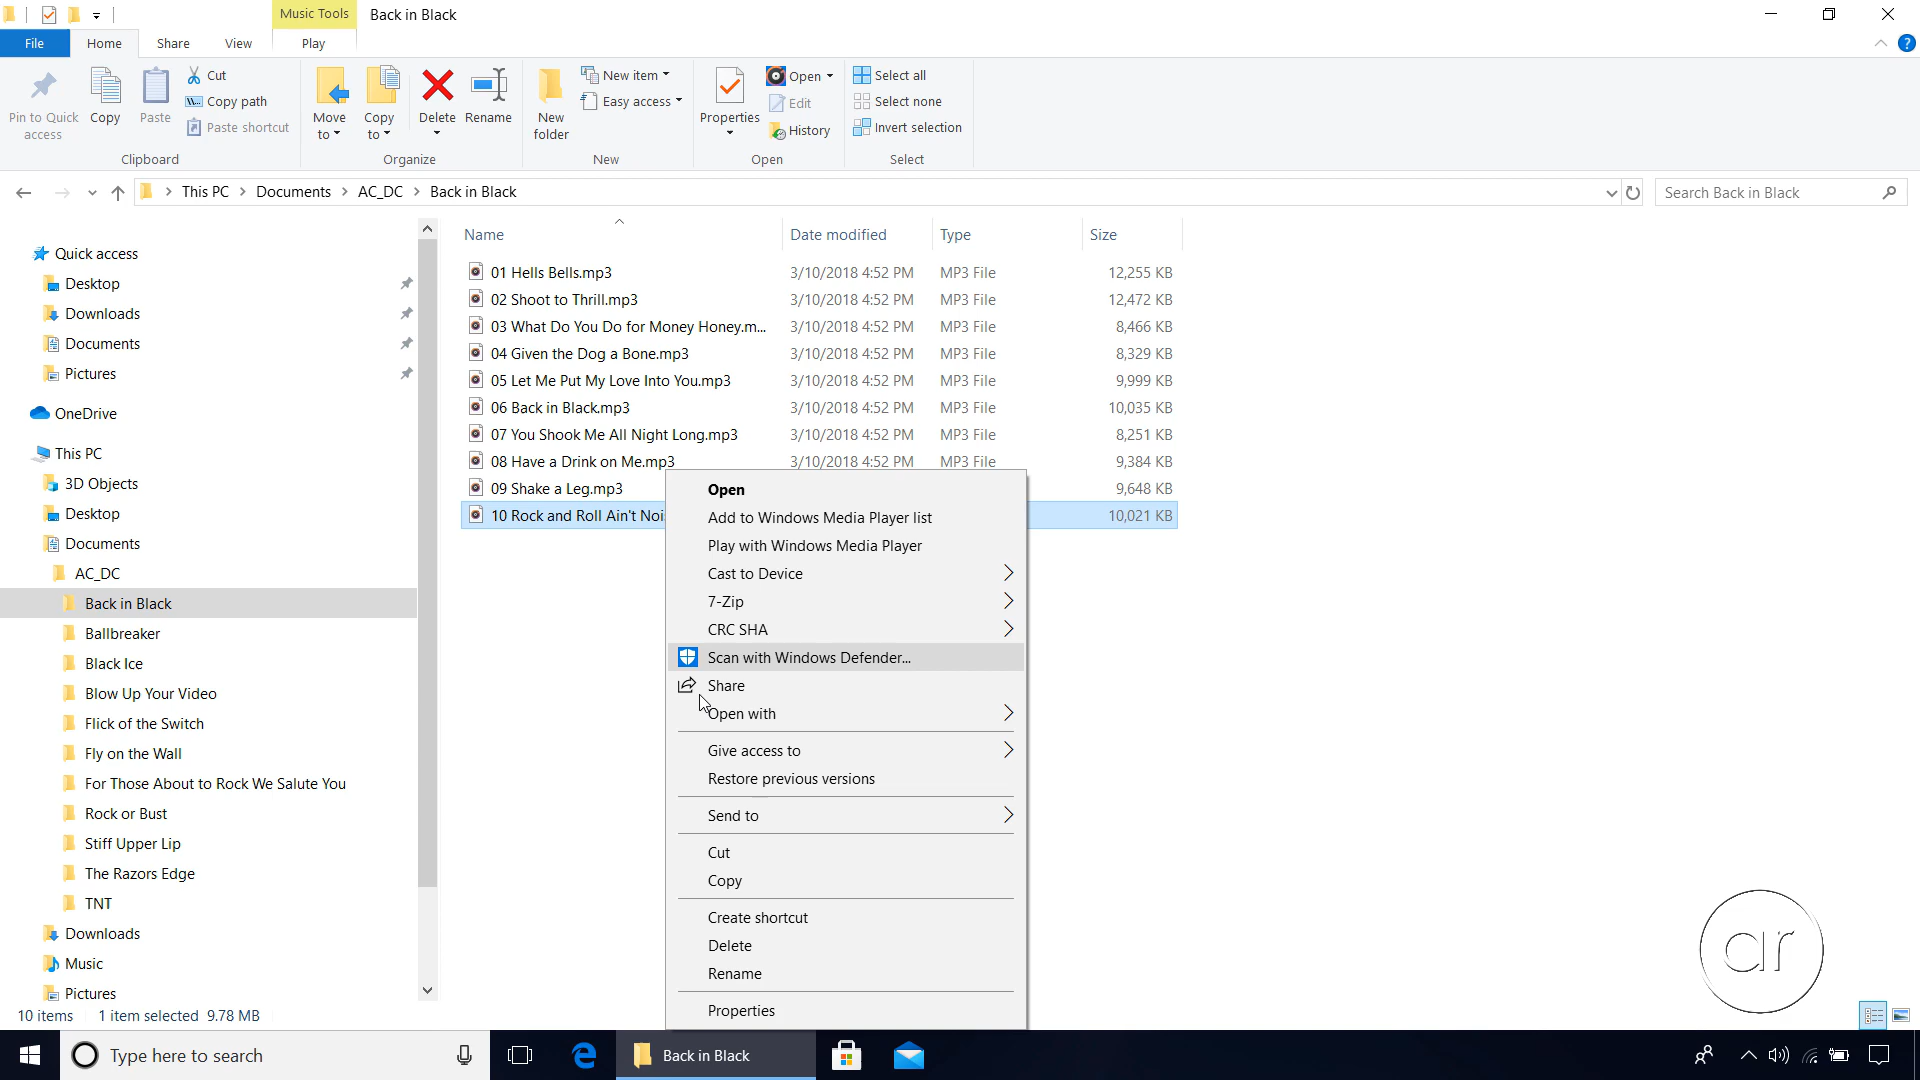 Music Tools
Back in Black
File
Home
Share
View
Play
Pin to Quick access
Copy
Paste
Cut
Copy path
Paste shortcut
Clipboard
Move to
Copy to
Delete
Rename
Organize
New folder
New item
Easy access
New
Properties
Open
Edit
History
Open
Select all
Select none
Invert selection
Select
This PC > Documents > AC_DC > Back in Black
Search Back in Black
Quick access
Desktop
Downloads
Documents
Pictures
OneDrive
This PC
3D Objects
Desktop
Documents
AC_DC
Back in Black
Ballbreaker
Black Ice
Blow Up Your Video
Flick of the Switch
Fly on the Wall
For Those About to Rock We Salute You
Rock or Bust
Stiff Upper Lip
The Razors Edge
TNT
Downloads
Music
Pictures
Name Date modified Type Size
01 Hells Bells.mp3 3/10/2018 4:52 PM MP3 File 12,255 KB
02 Shoot to Thrill.mp3 3/10/2018 4:52 PM MP3 File 12,472 KB
03 What Do You Do for Money Honey.m... 3/10/2018 4:52 PM MP3 File 8,466 KB
04 Given the Dog a Bone.mp3 3/10/2018 4:52 PM MP3 File 8,329 KB
05 Let Me Put My Love Into You.mp3 3/10/2018 4:52 PM MP3 File 9,999 KB
06 Back in Black.mp3 3/10/2018 4:52 PM MP3 File 10,035 KB
07 You Shook Me All Night Long.mp3 3/10/2018 4:52 PM MP3 File 8,251 KB
08 Have a Drink on Me.mp3 3/10/2018 4:52 PM MP3 File 9,384 KB
09 Shake a Leg.mp3 9,648 KB
10 Rock and Roll Ain't Noi 10,021 KB
Open
Add to Windows Media Player list
Play with Windows Media Player
Cast to Device
7-Zip
CRC SHA
Scan with Windows Defender...
Share
Open with
Give access to
Restore previous versions
Send to
Cut
Copy
Create shortcut
Delete
Rename
Properties
ar
10 items 1 item selected 9.78 MB
Type here to search
Back in Black